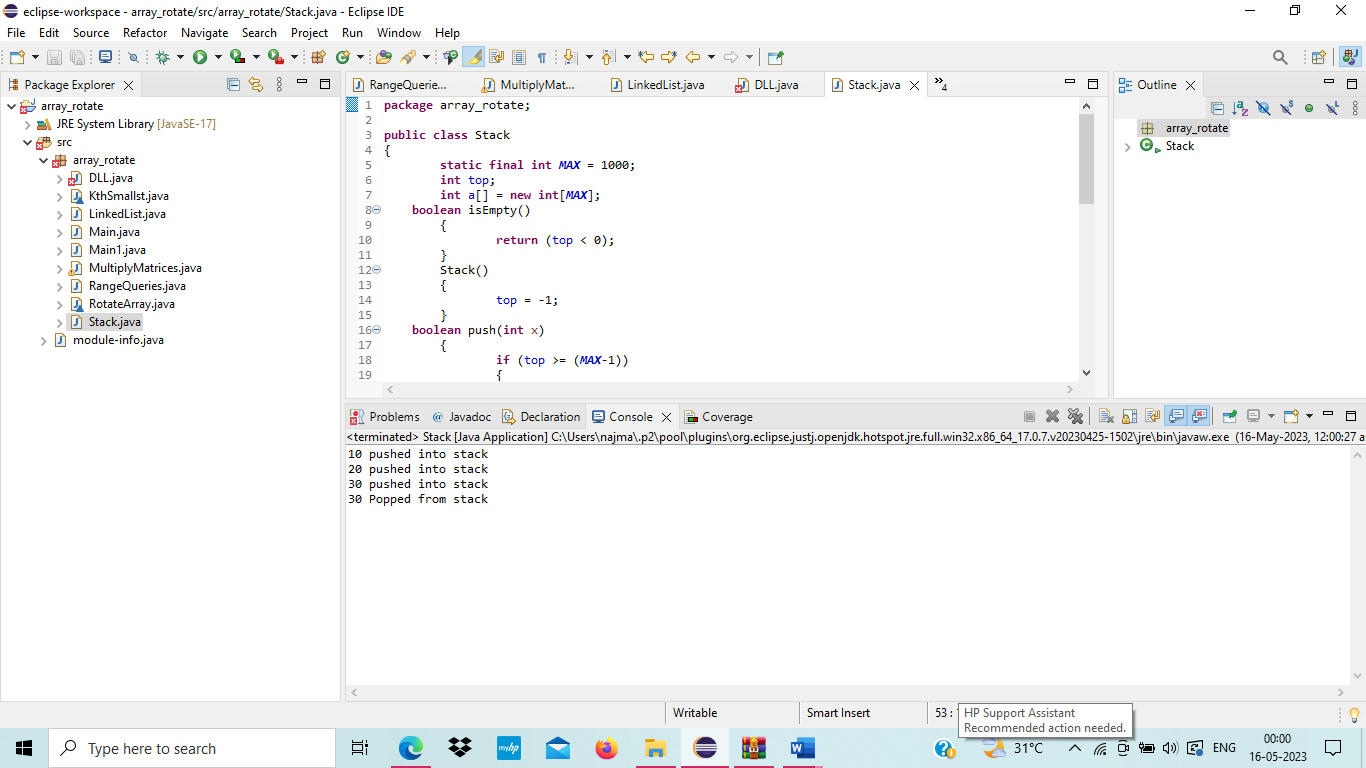 eclipse-workspace - array_rotate/src/array_rotate/Stack.java - Eclipse IDE
File Edit Source Refactor Navigate Search Project Run Window Help
Package Explorer
array_rotate
JRE System Library [JavaSE-17]
src
array_rotate
DLL.java
KthSmallst.java
LinkedList.java
Main.java
Main1.java
MultiplyMatrices.java
RangeQueries.java
RotateArray.java
Stack.java
module-info.java
RangeQuerie... MultiplyMat... LinkedList.java DLL.java Stack.java »4
1 package array_rotate;
2
3 public class Stack
4 {
5 static final int MAX = 1000;
6 int top;
7 int a[] = new int[MAX];
8 boolean isEmpty()
9 {
10 return (top < 0);
11 }
12 Stack()
13 {
14 top = -1;
15 }
16 boolean push(int x)
17 {
18 if (top >= (MAX-1))
19 {
Outline
array_rotate
Stack
Problems @ Javadoc Declaration Console Coverage
<terminated> Stack [Java Application] C:\Users\najma\.p2\pool\plugins\org.eclipse.justj.openjdk.hotspot.jre.full.win32.x86_64_17.0.7.v20230425-1502\jre\bin\javaw.exe (16-May-2023, 12:00:27 a
10 pushed into stack
20 pushed into stack
30 pushed into stack
30 Popped from stack
Writable Smart Insert 53 :
HP Support Assistant
Recommended action needed.
Type here to search
myhp
31°C
ENG
00:00
16-05-2023